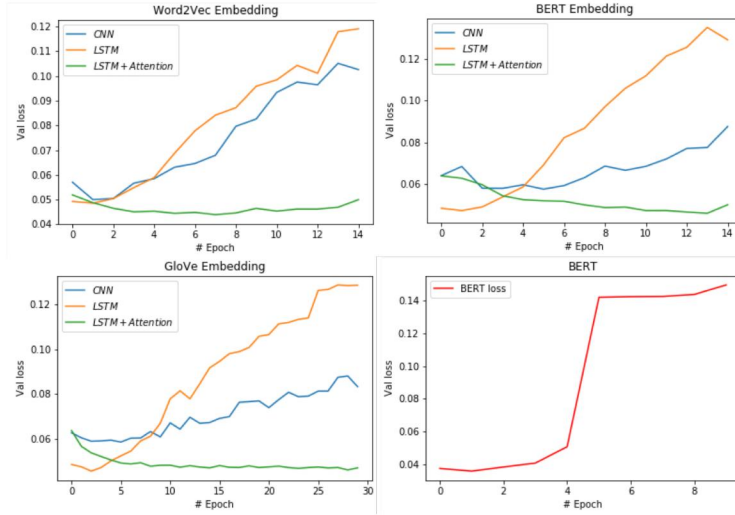 Word2Vec Embedding
0.12
0.11
0.10
0.09
0.08
0.07
0.06
0.05
0.04
Val loss
CNN
LSTM
LSTM+Attention
0 2 4 6 8 10 12 14
# Epoch
BERT Embedding
0.12
0.10
0.08
0.06
Val loss
CNN
LSTM
LSTM+Attention
0 2 4 6 8 10 12 14
# Epoch
GloVe Embedding
0.12
0.10
0.08
0.06
Val loss
CNN
LSTM
LSTM+Attention
0 5 10 15 20 25 30
# Epoch
BERT
0.14
0.12
0.10
0.08
0.06
0.04
Val loss
BERT loss
0 2 4 6 8
# Epoch